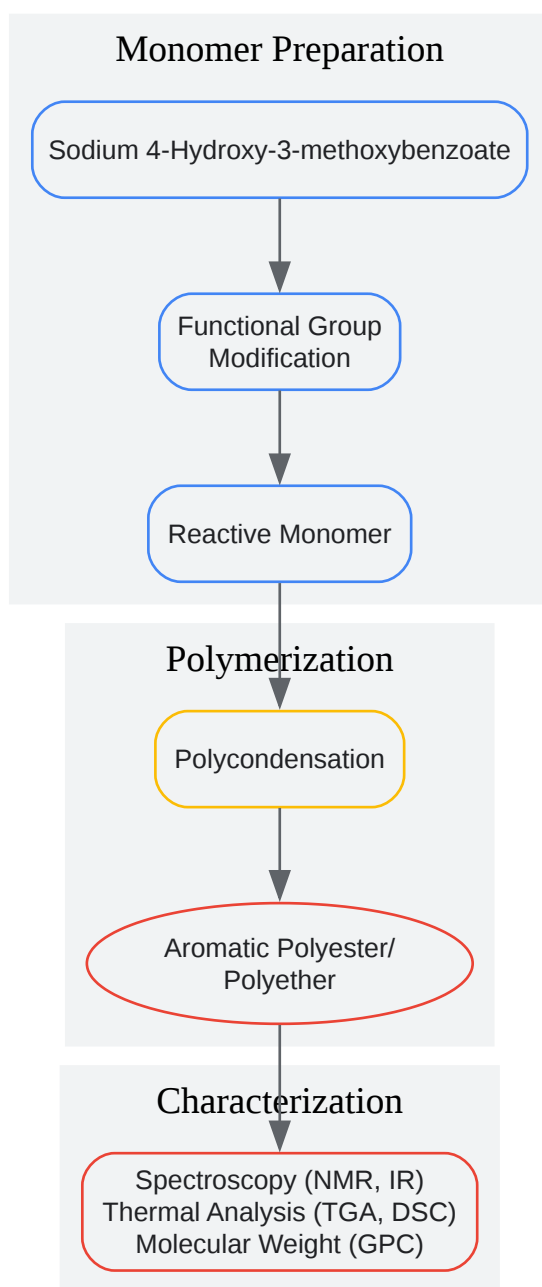 Monomer Preparation
Sodium 4-Hydroxy-3-methoxybenzoate
Functional Group
Modification
Reactive Monomer
Polymerization
Polycondensation
Aromatic Polyester/
Polyether
Characterization
Spectroscopy (NMR, IR)
Thermal Analysis (TGA, DSC)
Molecular Weight (GPC)